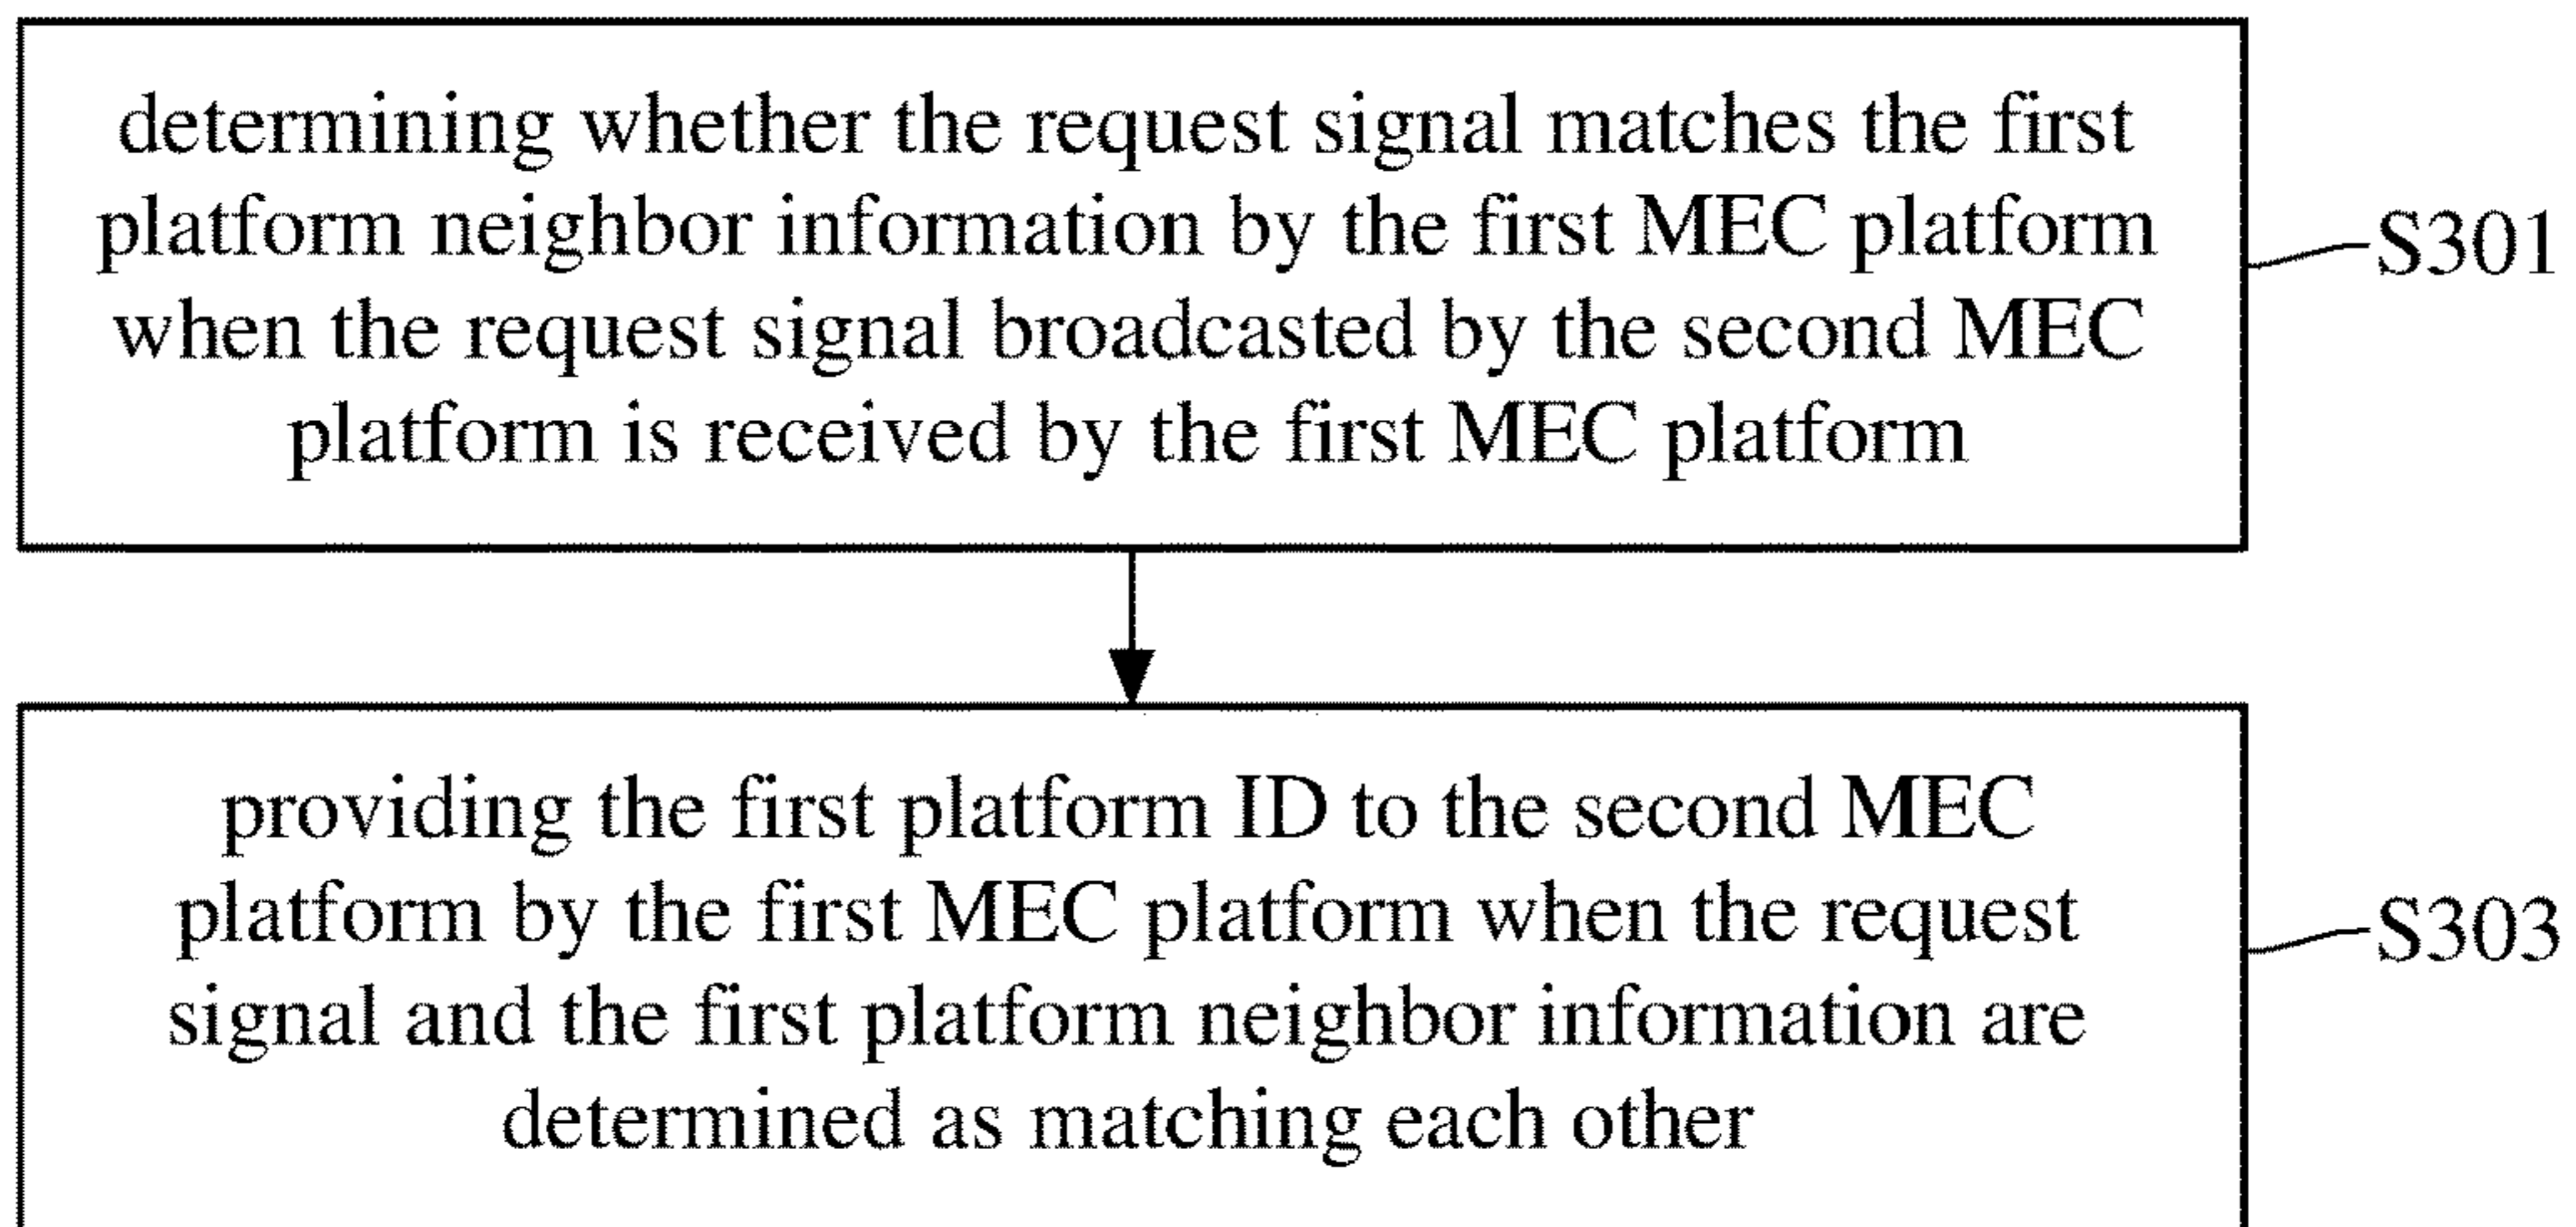 determining whether the request signal matches the first
platform neighbor information by the first MEC platform
when the request signal broadcasted by the second MEC
platform is received by the first MEC platform
S301
providing the first platform ID to the second MEC
platform by the first MEC platform when the request
signal and the first platform neighbor information are
determined as matching each other
S303